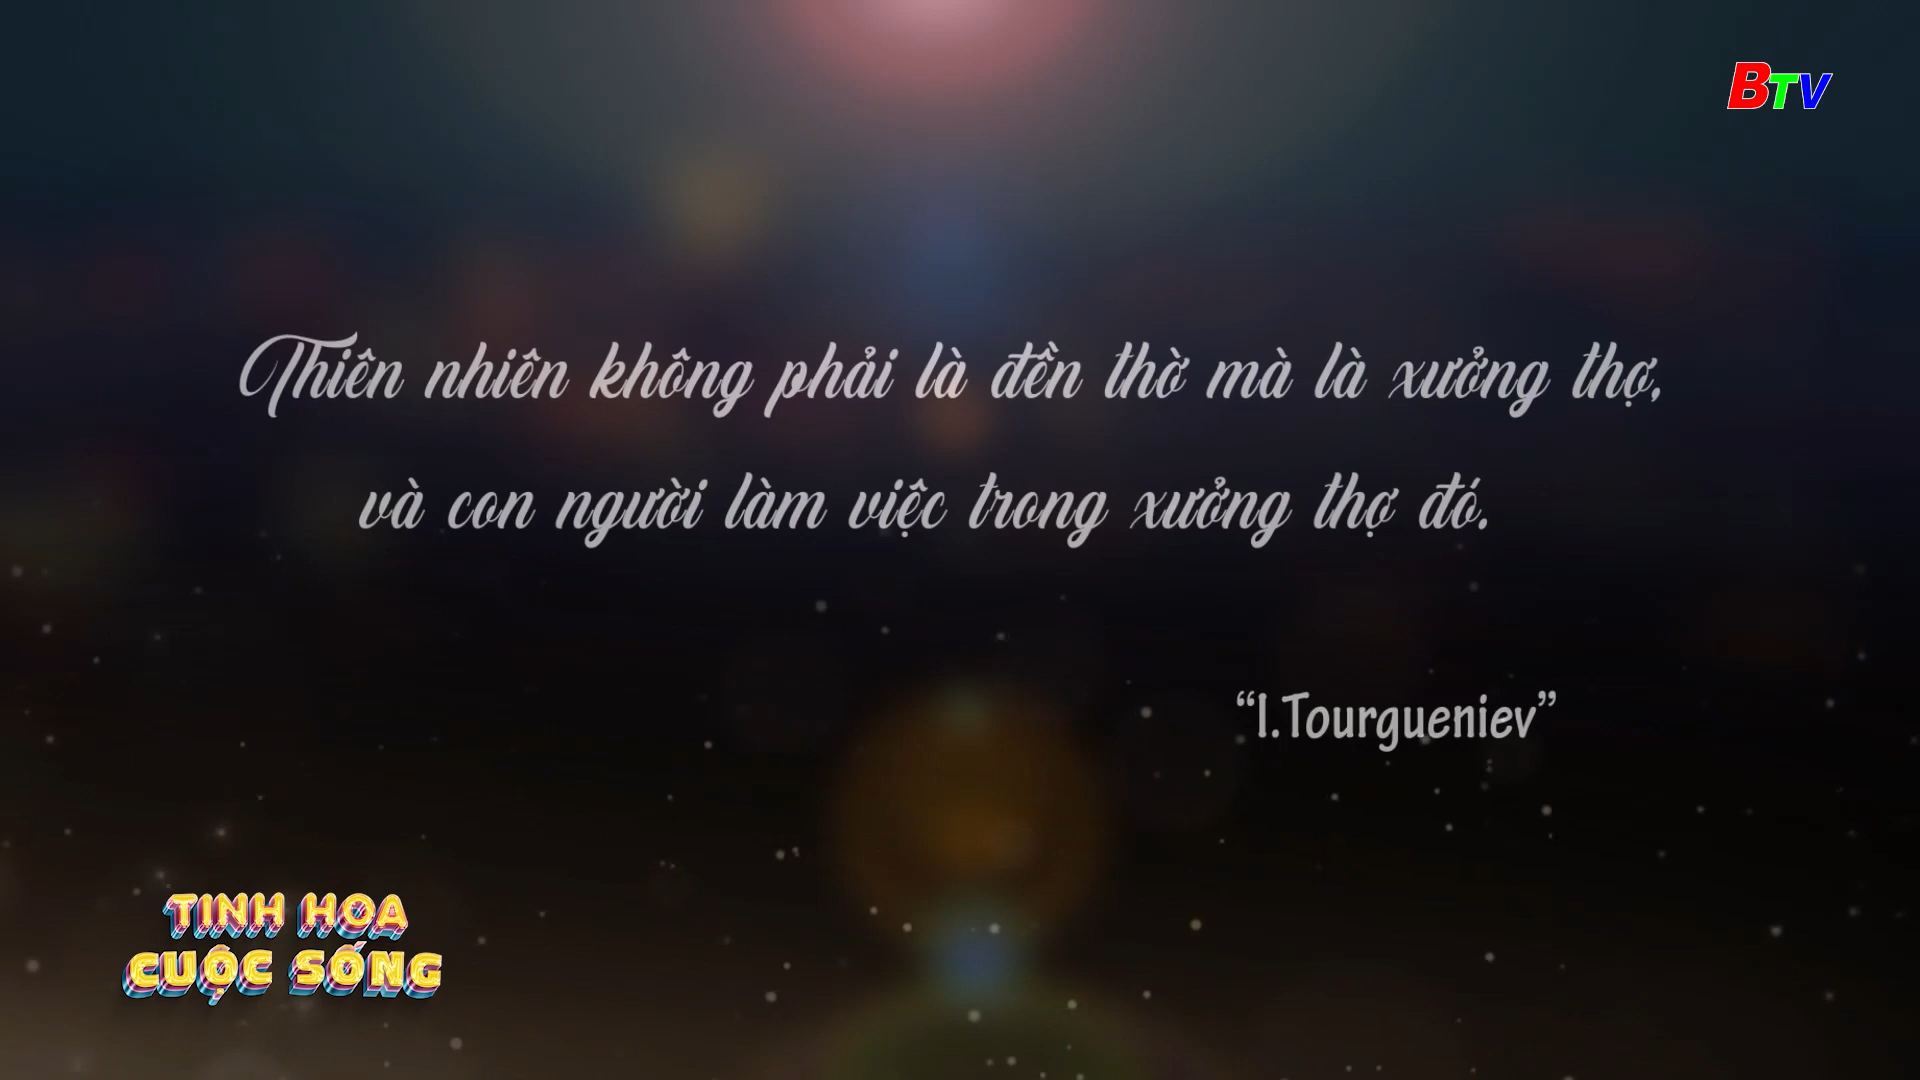 BTV
Thiên nhiên không phải là đền thờ mà là xưởng thợ,
và con người làm việc trong xưởng thợ đó.
“I.Tourgueniev”
TINH HOA
CUỘC SỐNG